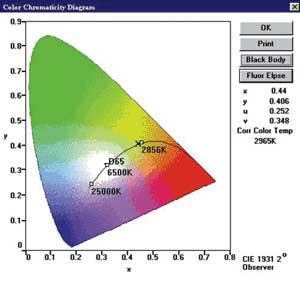 Color Chromaticity Diagram
OK
Print
Black Body
Fluor Elpse
x 0.44
y 0.406
u 0.252
v 0.348
Corr Color Temp
2965K
0.9
0.8
0.7
0.6
0.5
y
0.4
0.3
0.2
0.1
0
2856K
D65
6500K
25000K
0 0.1 0.2 0.3 0.4 0.5 0.6 0.7 0.8
x
CIE 1931 2°
Observer